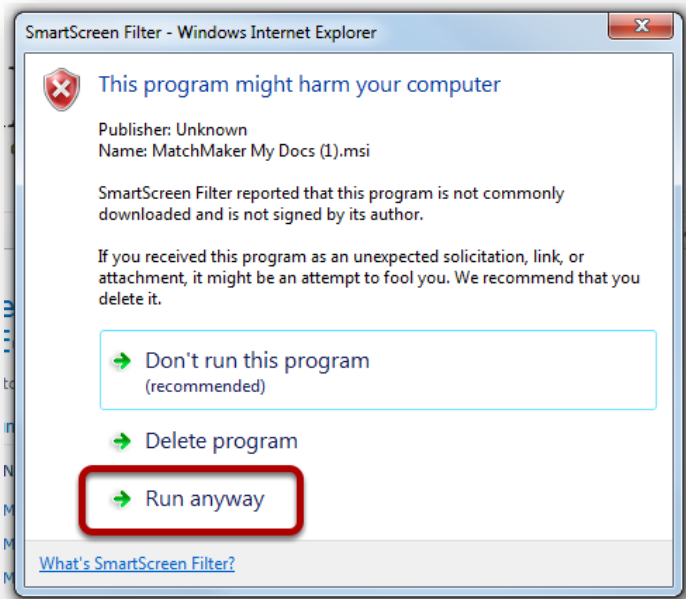 SmartScreen Filter - Windows Internet Explorer
This program might harm your computer
Publisher: Unknown
Name: MatchMaker My Docs (1).msi
SmartScreen Filter reported that this program is not commonly
downloaded and is not signed by its author.
If you received this program as an unexpected solicitation, link, or
attachment, it might be an attempt to fool you. We recommend that you
delete it.
Don't run this program
(recommended)
Delete program
Run anyway
What's SmartScreen Filter?